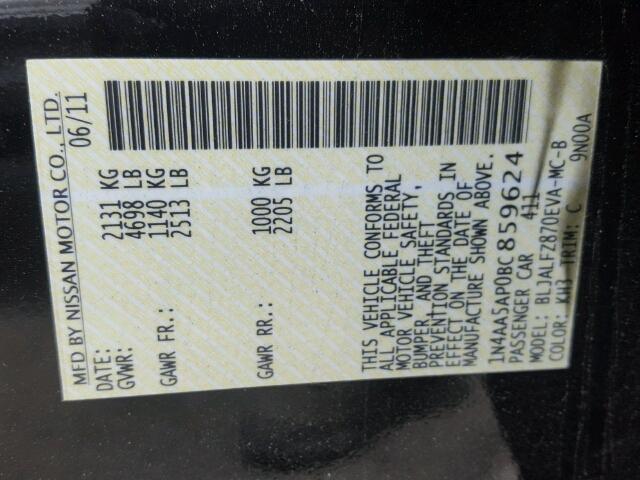 MFD BY NISSAN MOTOR CO., LTD.
DATE: 06/11
GVWR: 2131 KG
4698 LB
GAWR FR.: 1140 KG
2513 LB
GAWR RR.: 1000 KG
2205 LB
THIS VEHICLE CONFORMS TO
ALL APPLICABLE FEDERAL
MOTOR VEHICLE SAFETY,
BUMPER, AND THEFT
PREVENTION STANDARDS IN
EFFECT ON THE DATE OF
MANUFACTURE SHOWN ABOVE.
1N4AA5AP0BC859624
PASSENGER CAR 411
MODEL: BLJALF2870EVA-MC-B
COLOR: KH3 TRIM: C 9N00A